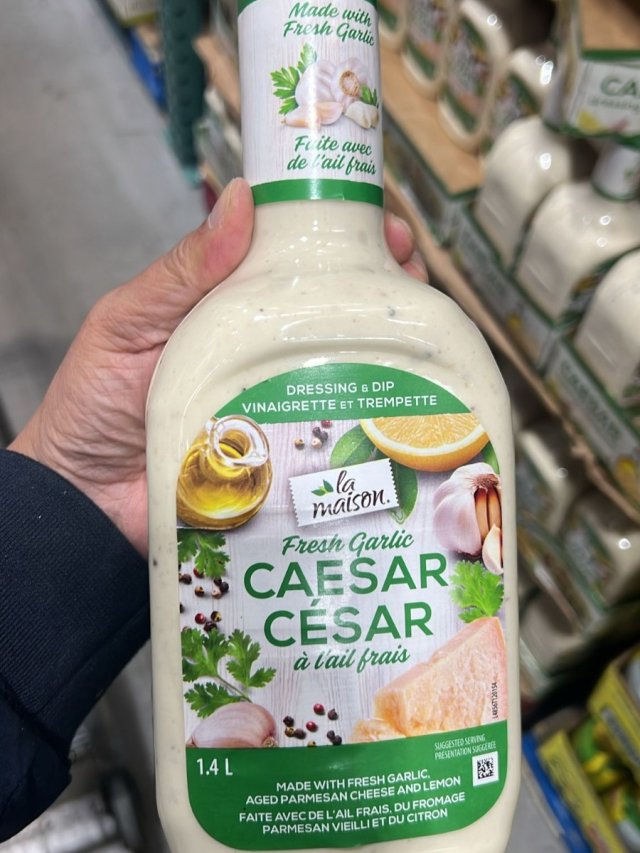 Made with
Fresh Garlic
Faite avec
de l'ail frais
DRESSING & DIP
VINAIGRETTE ET TREMPETTE
la
maison.
Fresh Garlic
CAESAR
CÉSAR
à l'ail frais
SUGGESTED SERVING
PRÉSENTATION SUGGÉRÉE
1.4 L
MADE WITH FRESH GARLIC,
AGED PARMESAN CHEESE AND LEMON
FAITE AVEC DE L'AIL FRAIS, DU FROMAGE
PARMESAN VIEILLI ET DU CITRON
CAESAR